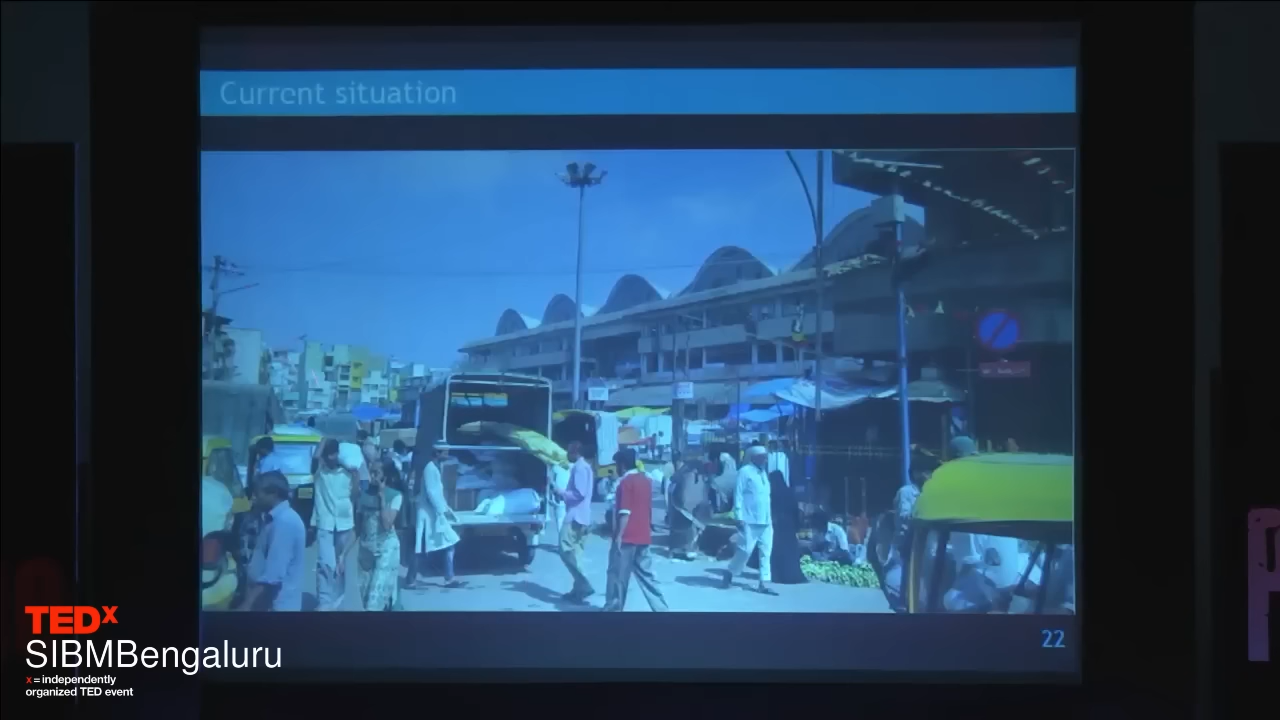 Current situation
22
TEDx
SIBMBengaluru
x = independently
organized TED event